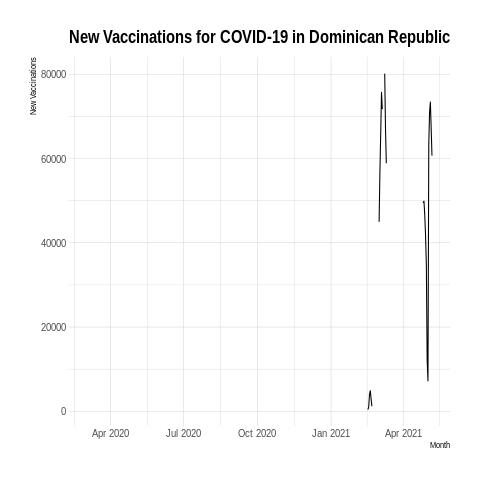 New Vaccinations for COVID-19 in Dominican Republic
New Vaccinations
80000
60000
40000
20000
0
Apr 2020 Jul 2020 Oct 2020 Jan 2021 Apr 2021
Month